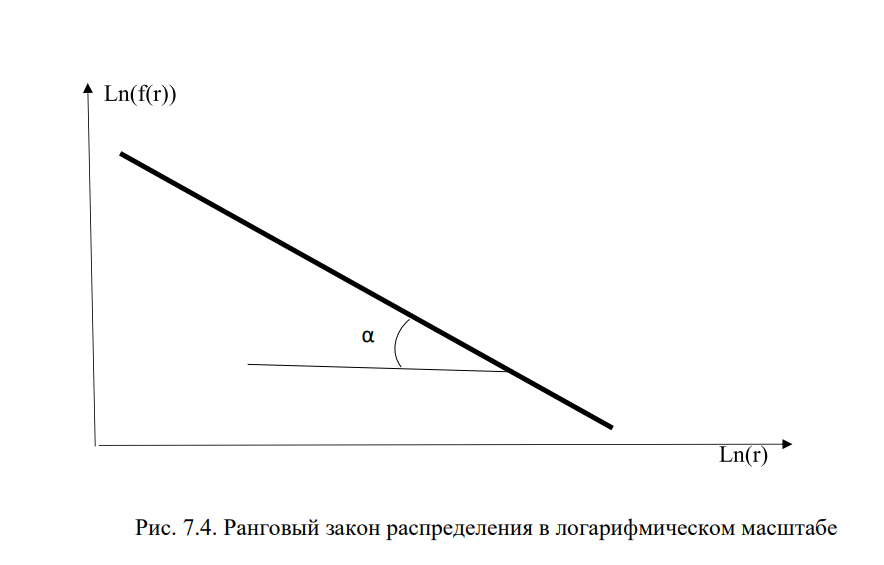 Ln(f(r))
α
Ln(r)
Рис. 7.4. Ранговый закон распределения в логарифмическом масштабе